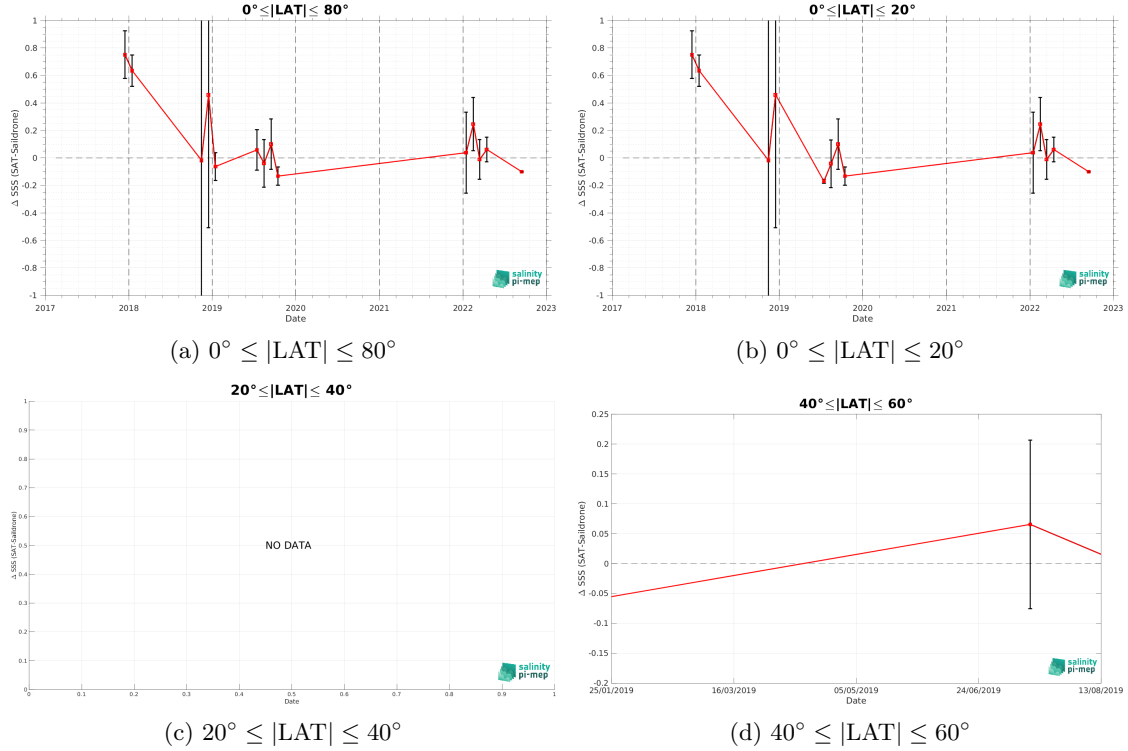 0°≤|LAT|≤ 80°
1
0.8
0.6
0.4
0.2
0
-0.2
-0.4
-0.6
-0.8
-1
Δ SSS (SAT-Saildrone)
2017 2018 2019 2020 2021 2022 2023
Date
salinity
pi-mep
(a) 0° ≤ |LAT| ≤ 80°
0°≤|LAT|≤ 20°
1
0.8
0.6
0.4
0.2
0
-0.2
-0.4
-0.6
-0.8
-1
Δ SSS (SAT-Saildrone)
2017 2018 2019 2020 2021 2022 2023
Date
salinity
pi-mep
(b) 0° ≤ |LAT| ≤ 20°
20°≤|LAT|≤ 40°
1
0.9
0.8
0.7
0.6
0.5
0.4
0.3
0.2
0.1
0
Δ SSS (SAT-Saildrone)
NO DATA
0 0.1 0.2 0.3 0.4 0.5 0.6 0.7 0.8 0.9 1
Date
salinity
pi-mep
(c) 20° ≤ |LAT| ≤ 40°
40°≤|LAT|≤ 60°
0.25
0.2
0.15
0.1
0.05
0
-0.05
-0.1
-0.15
-0.2
Δ SSS (SAT-Saildrone)
25/01/2019 16/03/2019 05/05/2019 24/06/2019 13/08/2019
Date
salinity
pi-mep
(d) 40° ≤ |LAT| ≤ 60°